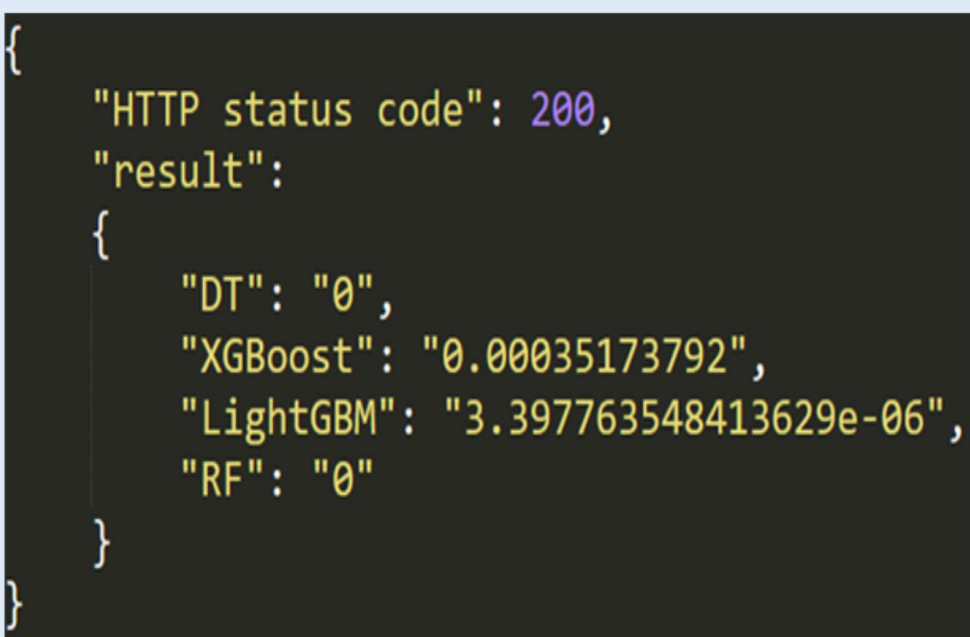 {
"HTTP status code": 200,
"result":
{
"DT": "0",
"XGBoost": "0.00035173792",
"LightGBM": "3.397763548413629e-06",
"RF": "0"
}
}